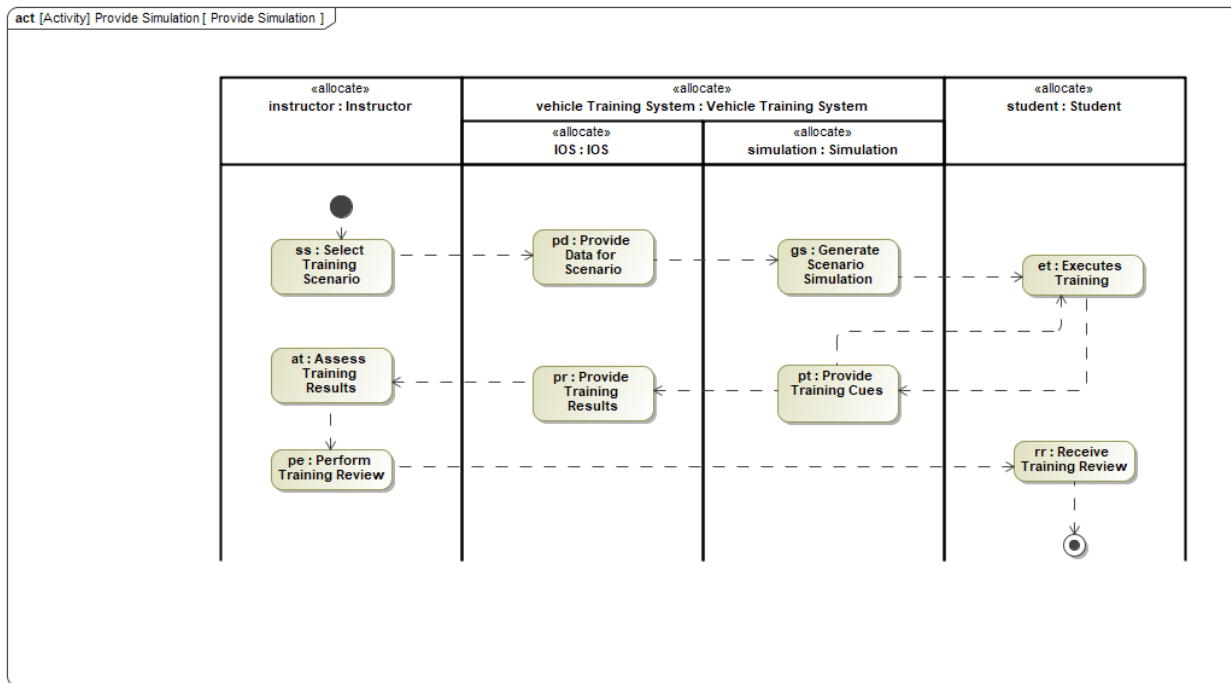 act [Activity] Provide Simulation [ Provide Simulation ]
«allocate»
instructor : Instructor
«allocate»
vehicle Training System : Vehicle Training System
«allocate»
IOS : IOS
«allocate»
simulation : Simulation
«allocate»
student : Student
ss : Select
Training
Scenario
pd : Provide
Data for
Scenario
gs : Generate
Scenario
Simulation
et : Executes
Training
at : Assess
Training
Results
pr : Provide
Training
Results
pt : Provide
Training Cues
pe : Perform
Training Review
rr : Receive
Training Review